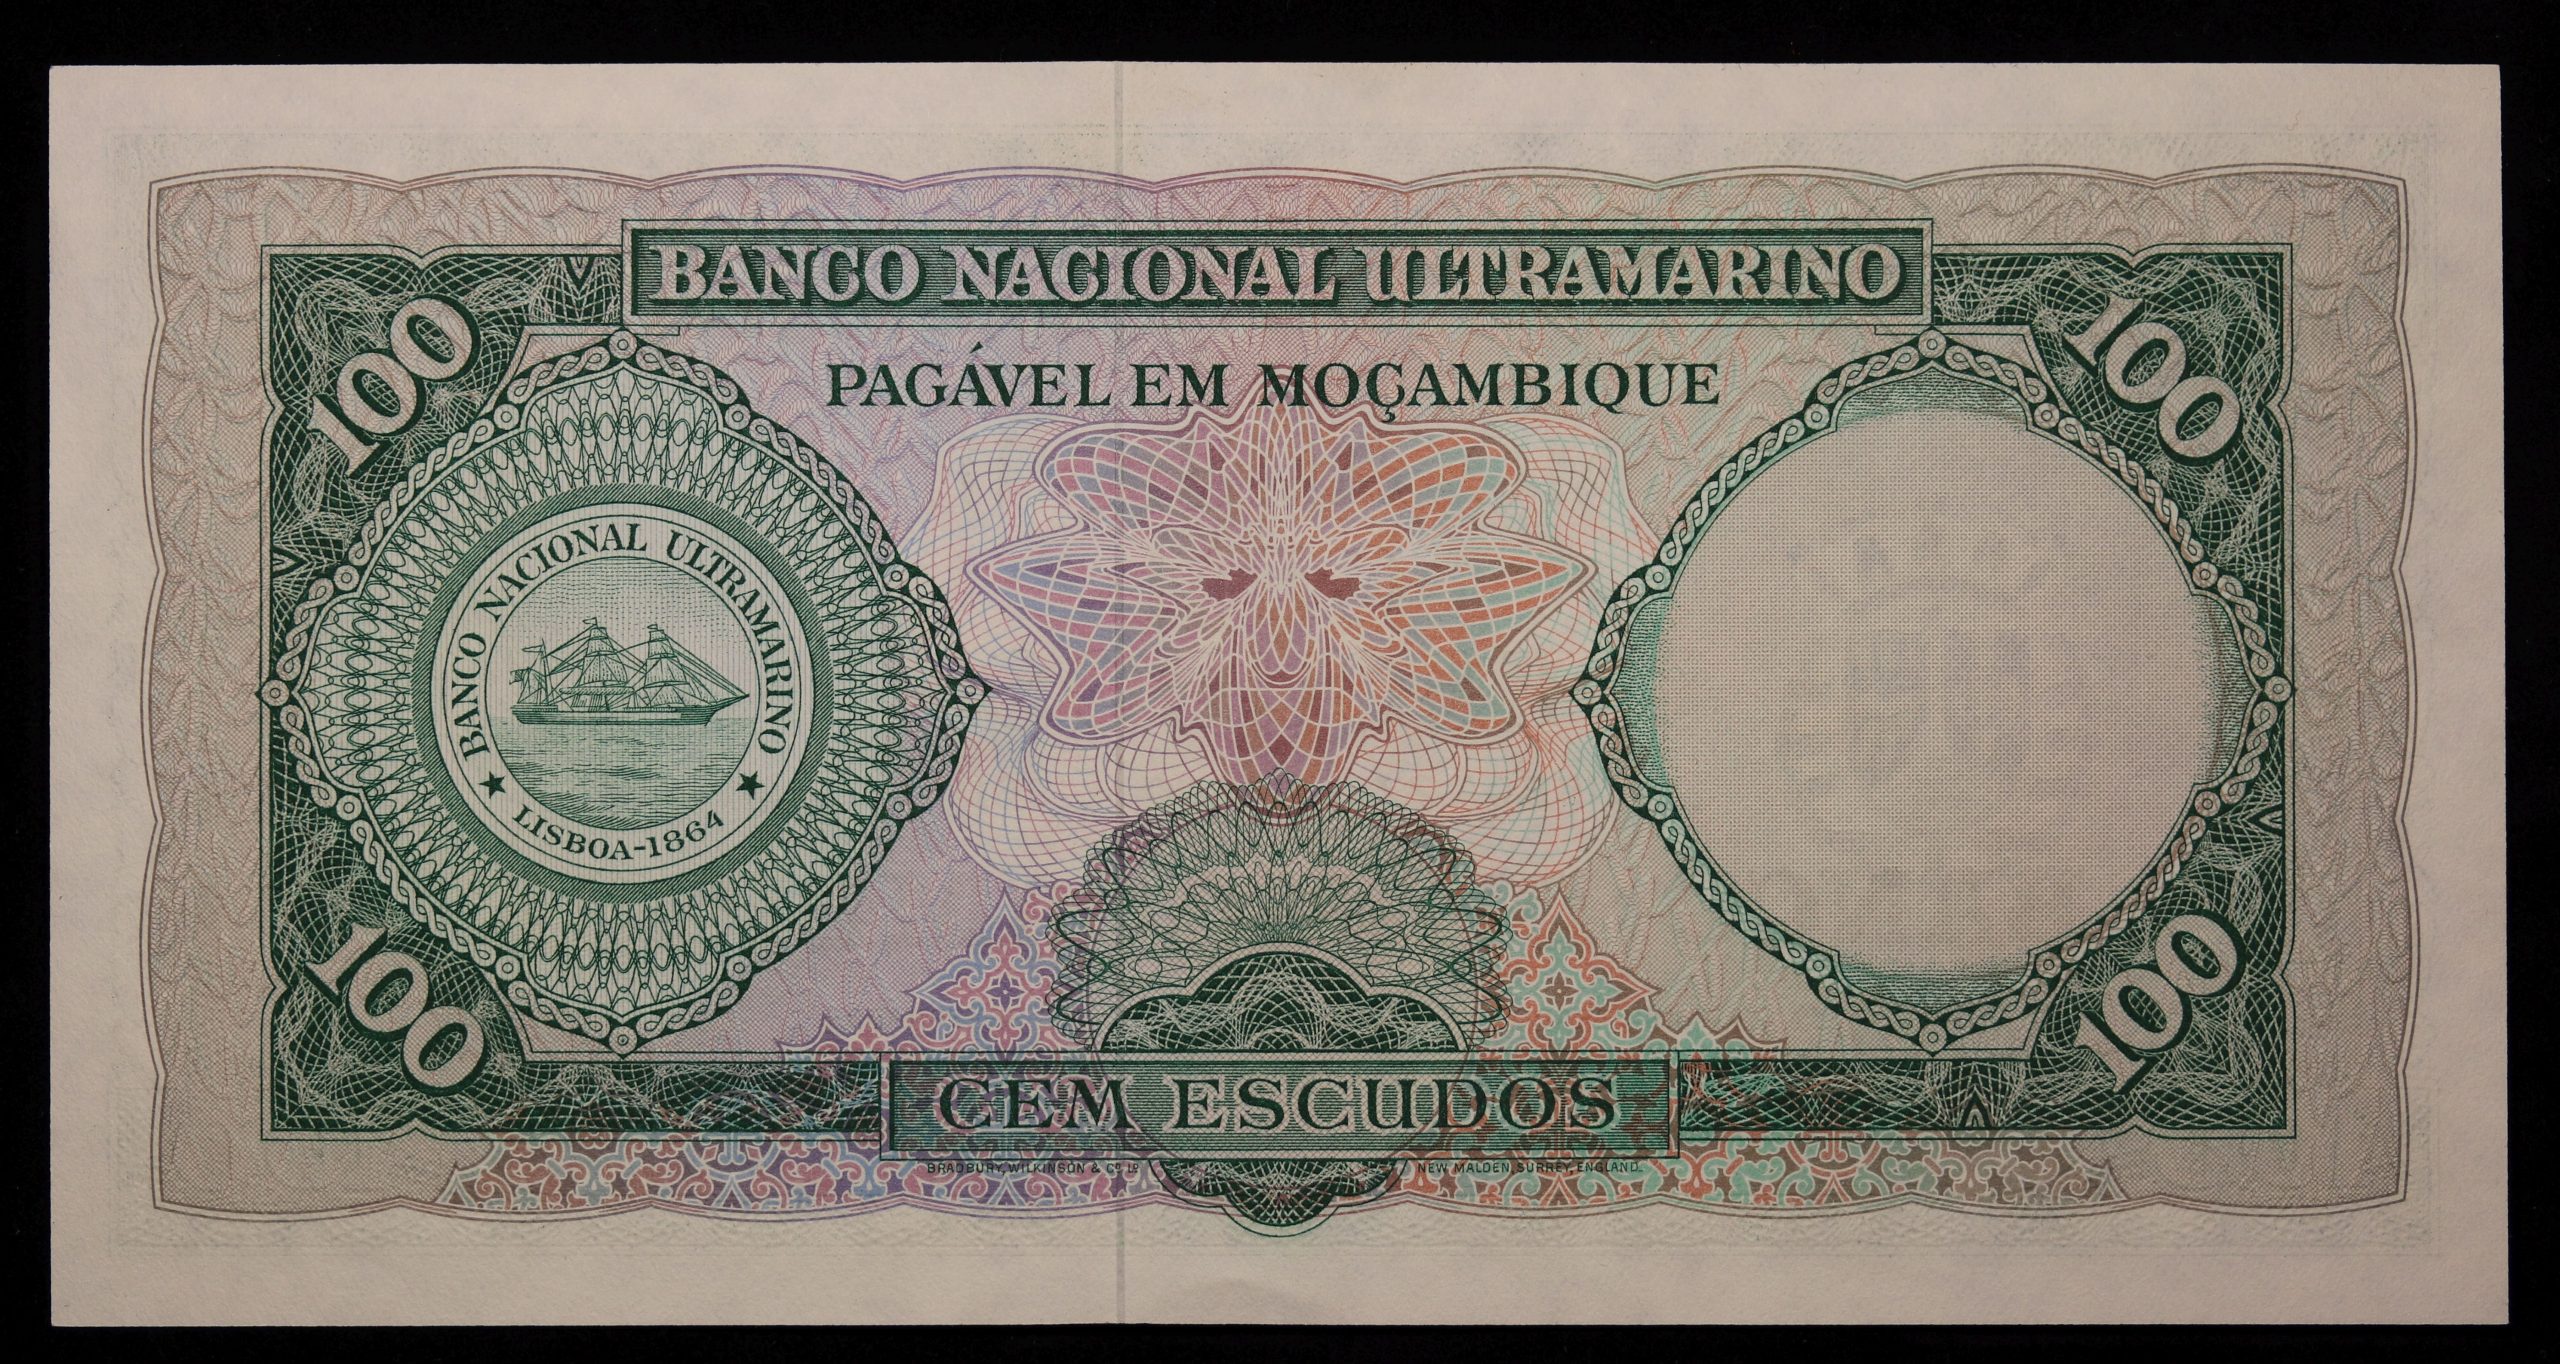 BANCO NACIONAL ULTRAMARINO
100
100
PAGÁVEL EM MOÇAMBIQUE
BANCO NACIONAL ULTRAMARINO
LISBOA-1864
100
100
CEM ESCUDOS
BRADBURY, WILKINSON & Cº. Lº.
NEW MALDEN, SURREY, ENGLAND.